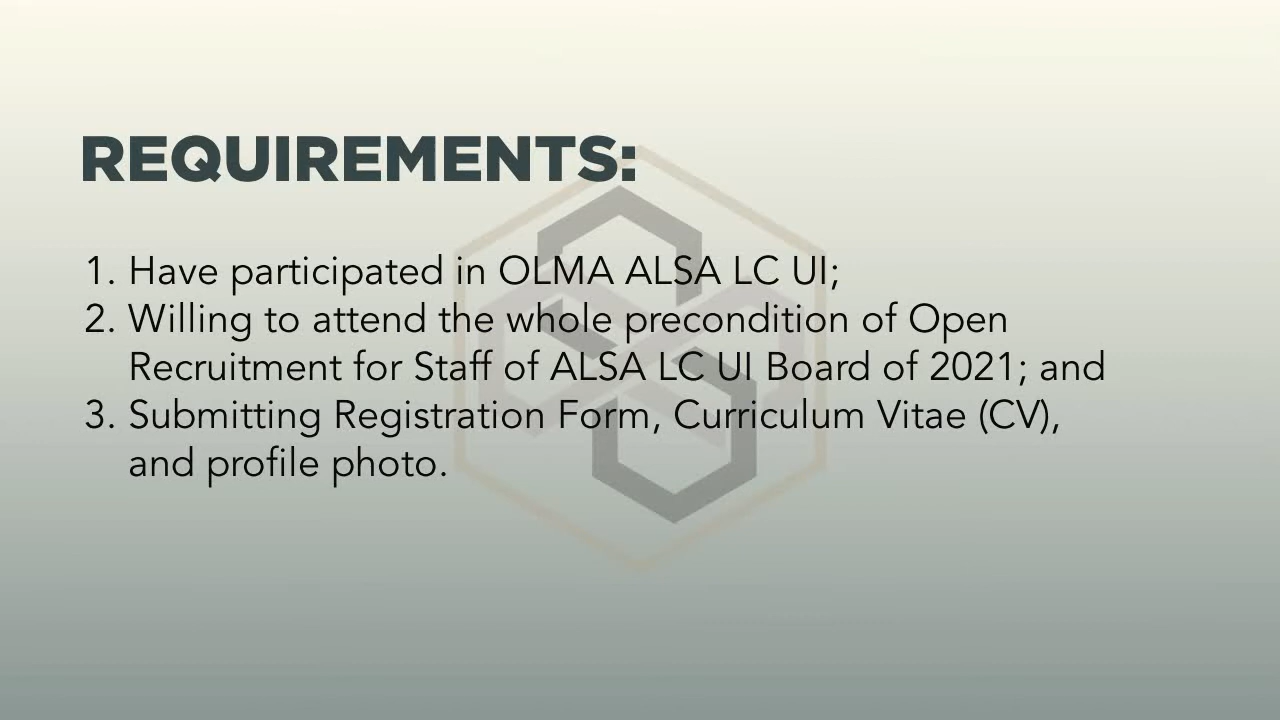 REQUIREMENTS:
1. Have participated in OLMA ALSA LC UI;
2. Willing to attend the whole precondition of Open
Recruitment for Staff of ALSA LC UI Board of 2021; and
3. Submitting Registration Form, Curriculum Vitae (CV),
and profile photo.